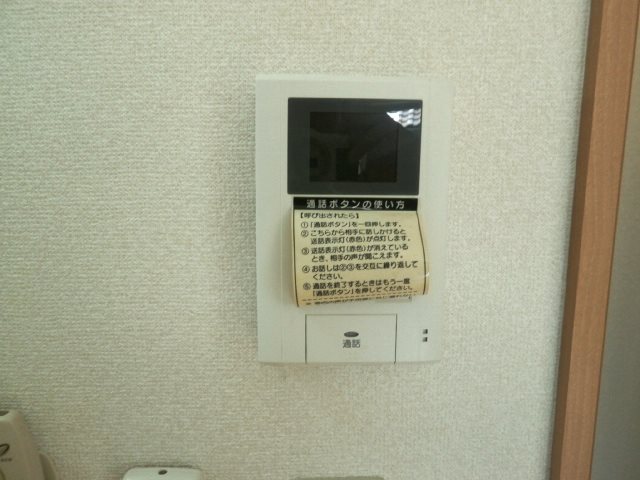 通話ボタンの使い方
【呼び出されたら】
①「通話ボタン」を一回押します。
②こちらから相手に話しかけると
送話表示灯(赤色)が点灯します。
③送話表示灯(赤色)が消えている
とき、相手の声が聞こえます。
④お話しは②③を交互に繰り返して
ください。
⑤通話を終了するときはもう一度
「通話ボタン」を押してください。
通話